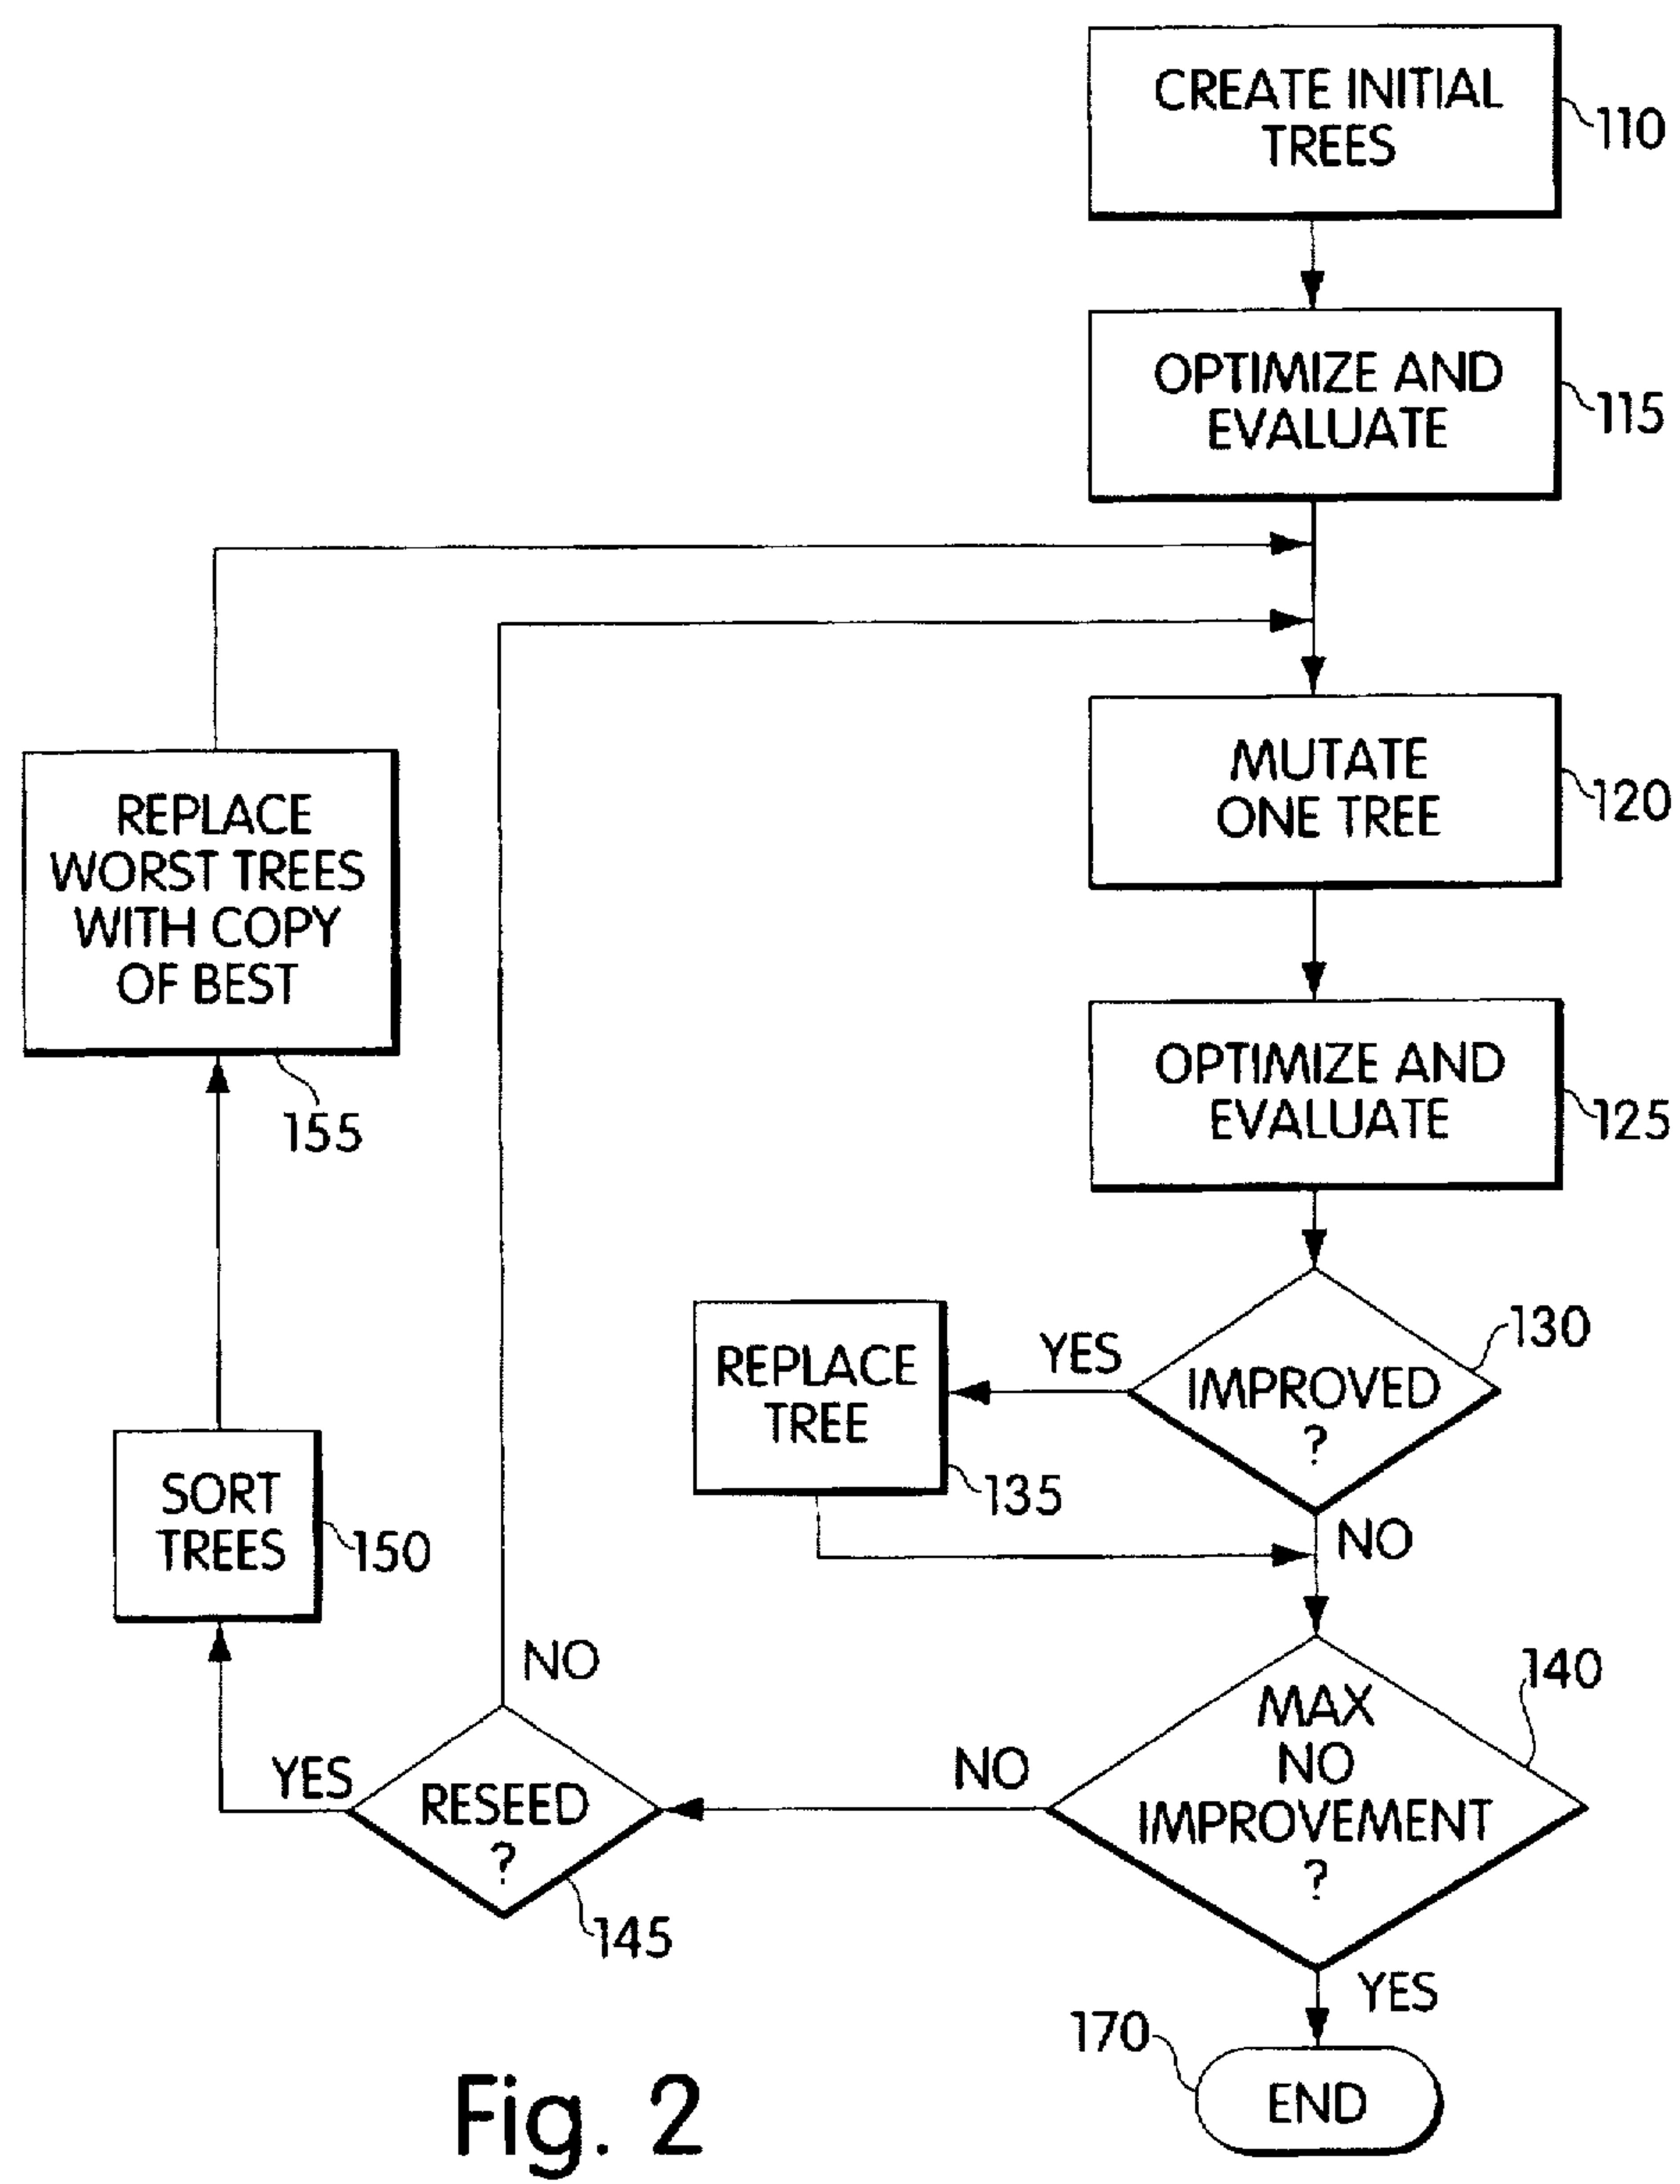 CREATE INITIAL
TREES
110
OPTIMIZE AND
EVALUATE
115
MUTATE
ONE TREE
120
REPLACE
WORST TREES
WITH COPY
OF BEST
155
OPTIMIZE AND
EVALUATE
125
IMPROVED
?
130
YES
NO
REPLACE
TREE
135
MAX
NO
IMPROVEMENT
?
140
NO
YES
RESEED
?
145
NO
YES
SORT
TREES
150
170
END
Fig. 2